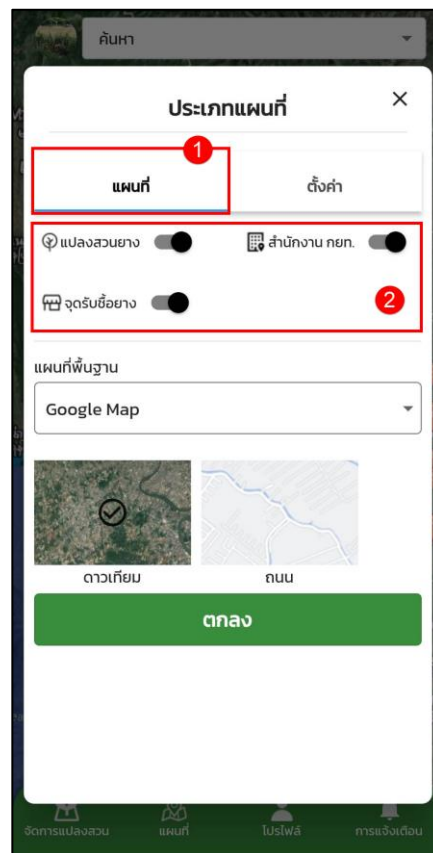 ค้นหา
ประเภทแผนที่
1
แผนที่ ตั้งค่า
แปลงสวนยาง สำนักงาน กยท.
จุดรับซื้อยาง 2
แผนที่พื้นฐาน
Google Map
ดาวเทียม ถนน
ตกลง
จัดการแปลงสวน แผนที่ โปรไฟล์ การแจ้งเตือน